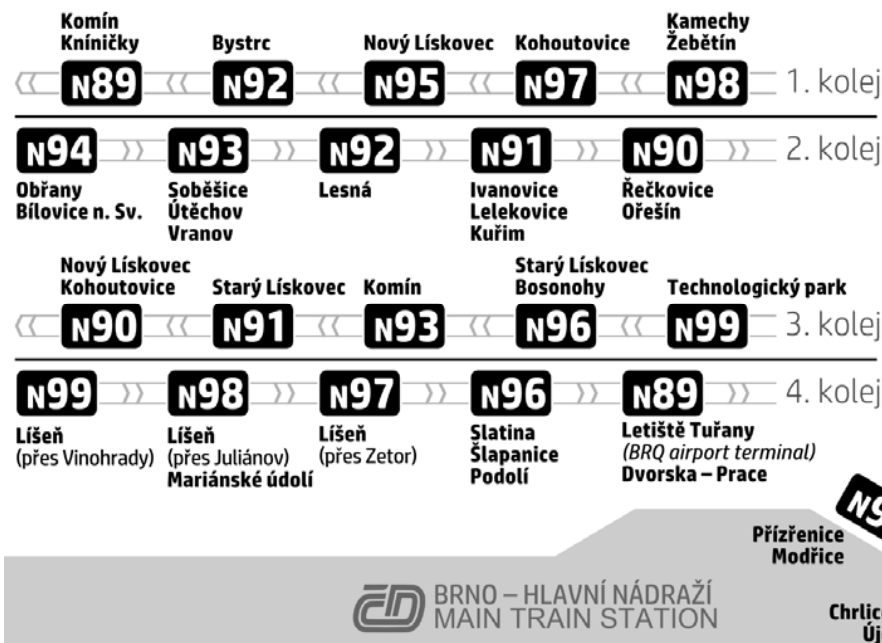 Komín
Kníničky
Bystrc
Nový Lískovec
Kohoutovice
Kamechy
Žebětín
N89
N92
N95
N97
N98
1. kolej
N94
N93
N92
N91
N90
2. kolej
Obřany
Bílovice n. Sv.
Soběšice
Útěchov
Vranov
Lesná
Ivanovice
Lelekovice
Kuřim
Řečkovice
Ořešín
Nový Lískovec
Kohoutovice
Starý Lískovec
Komín
Starý Lískovec
Bosonohy
Technologický park
N90
N91
N93
N96
N99
3. kolej
N99
N98
N97
N96
N89
4. kolej
Líšeň
(přes Vinohrady)
Líšeň
(přes Juliánov)
Mariánské údolí
Líšeň
(přes Zetor)
Slatina
Šlapanice
Podolí
Letiště Tuřany
(BRQ airport terminal)
Dvorska – Prace
Přízřenice
Modřice
ČD
BRNO – HLAVNÍ NÁDRAŽÍ
MAIN TRAIN STATION